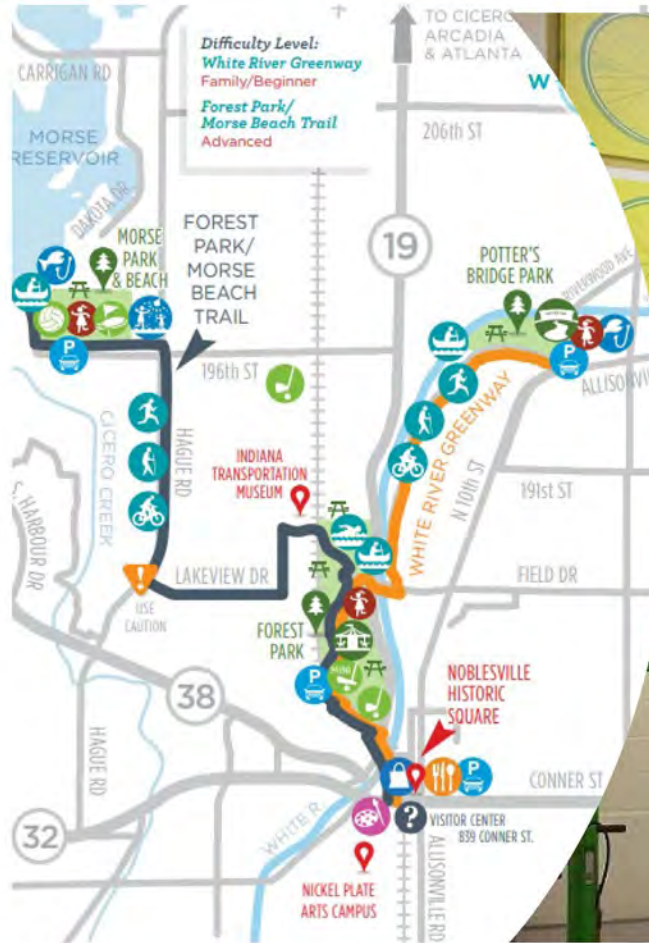 TO CICERO,
ARCADIA
& ATLANTA
Difficulty Level:
White River Greenway
Family/Beginner
Forest Park/
Morse Beach Trail
Advanced
CARRIGAN RD
W
206th ST
MORSE
RESERVOIR
DAKOTA DR
MORSE
PARK
& BEACH
FOREST
PARK/
MORSE
BEACH
TRAIL
19
POTTER'S
BRIDGE PARK
RIVERWOOD AVE
P
P
196th ST
ALLISONV
CICERO CREEK
HAGUE RD
WHITE RIVER GREENWAY
N 10TH ST
INDIANA
TRANSPORTATION
MUSEUM
191st ST
S. HARBOUR DR
!
USE
CAUTION
LAKEVIEW DR
FIELD DR
FOREST
PARK
MINI
P
NOBLESVILLE
HISTORIC
SQUARE
38
HAGUE RD
P
CONNER ST
32
WHITE R.
?
VISITOR CENTER
839 CONNER ST.
ALLISONVILLE RD
NICKEL PLATE
ARTS CAMPUS